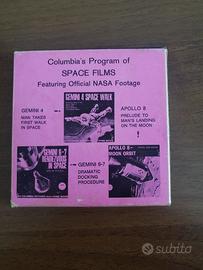 Columbia's Program of
SPACE FILMS
Featuring Official NASA Footage
GEMINI 4
MAN TAKES
FIRST WALK
IN SPACE
GEMINI 4 SPACE WALK
APOLLO 8
PRELUDE TO
MAN'S LANDING
ON THE MOON
GEMINI 6-7
RENDEZVOUS
IN SPACE
GEMINI 6-7
DRAMATIC
DOCKING
PROCEDURE
APOLLO 8-
MOON ORBIT
subito